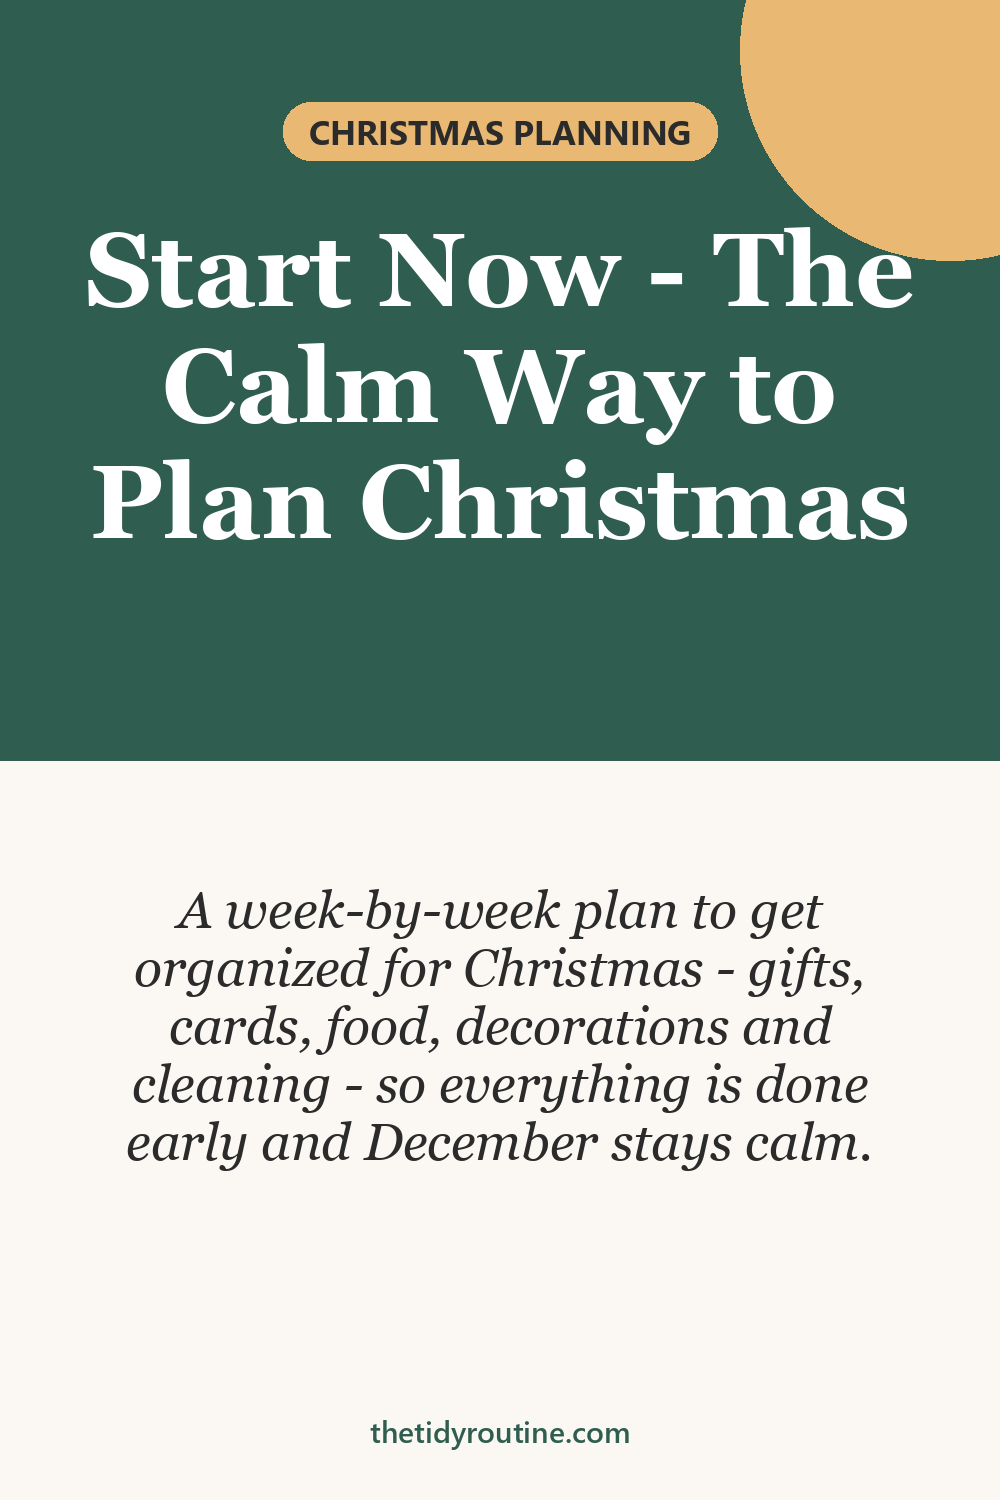 CHRISTMAS PLANNING
Start Now - The
Calm Way to
Plan Christmas
A week-by-week plan to get
organized for Christmas - gifts,
cards, food, decorations and
cleaning - so everything is done
early and December stays calm.
thetidyroutine.com